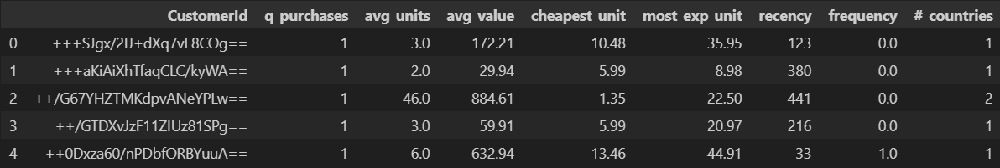 CustomerId q_purchases avg_units avg_value cheapest_unit most_exp_unit recency frequency #_countries
0 +++SJgx/2IJ+dXq7vF8COg== 1 3.0 172.21 10.48 35.95 123 0.0 1
1 +++aKiAiXhTfaqCLC/kyWA== 1 2.0 29.94 5.99 8.98 380 0.0 1
2 ++/G67YHZTMKdpvANeYPLw== 1 46.0 884.61 1.35 22.50 441 0.0 2
3 ++/GTDXvJzF11ZIUz81SPg== 1 3.0 59.91 5.99 20.97 216 0.0 1
4 ++0Dxza60/nPDbfORBYuuA== 1 6.0 632.94 13.46 44.91 33 1.0 1